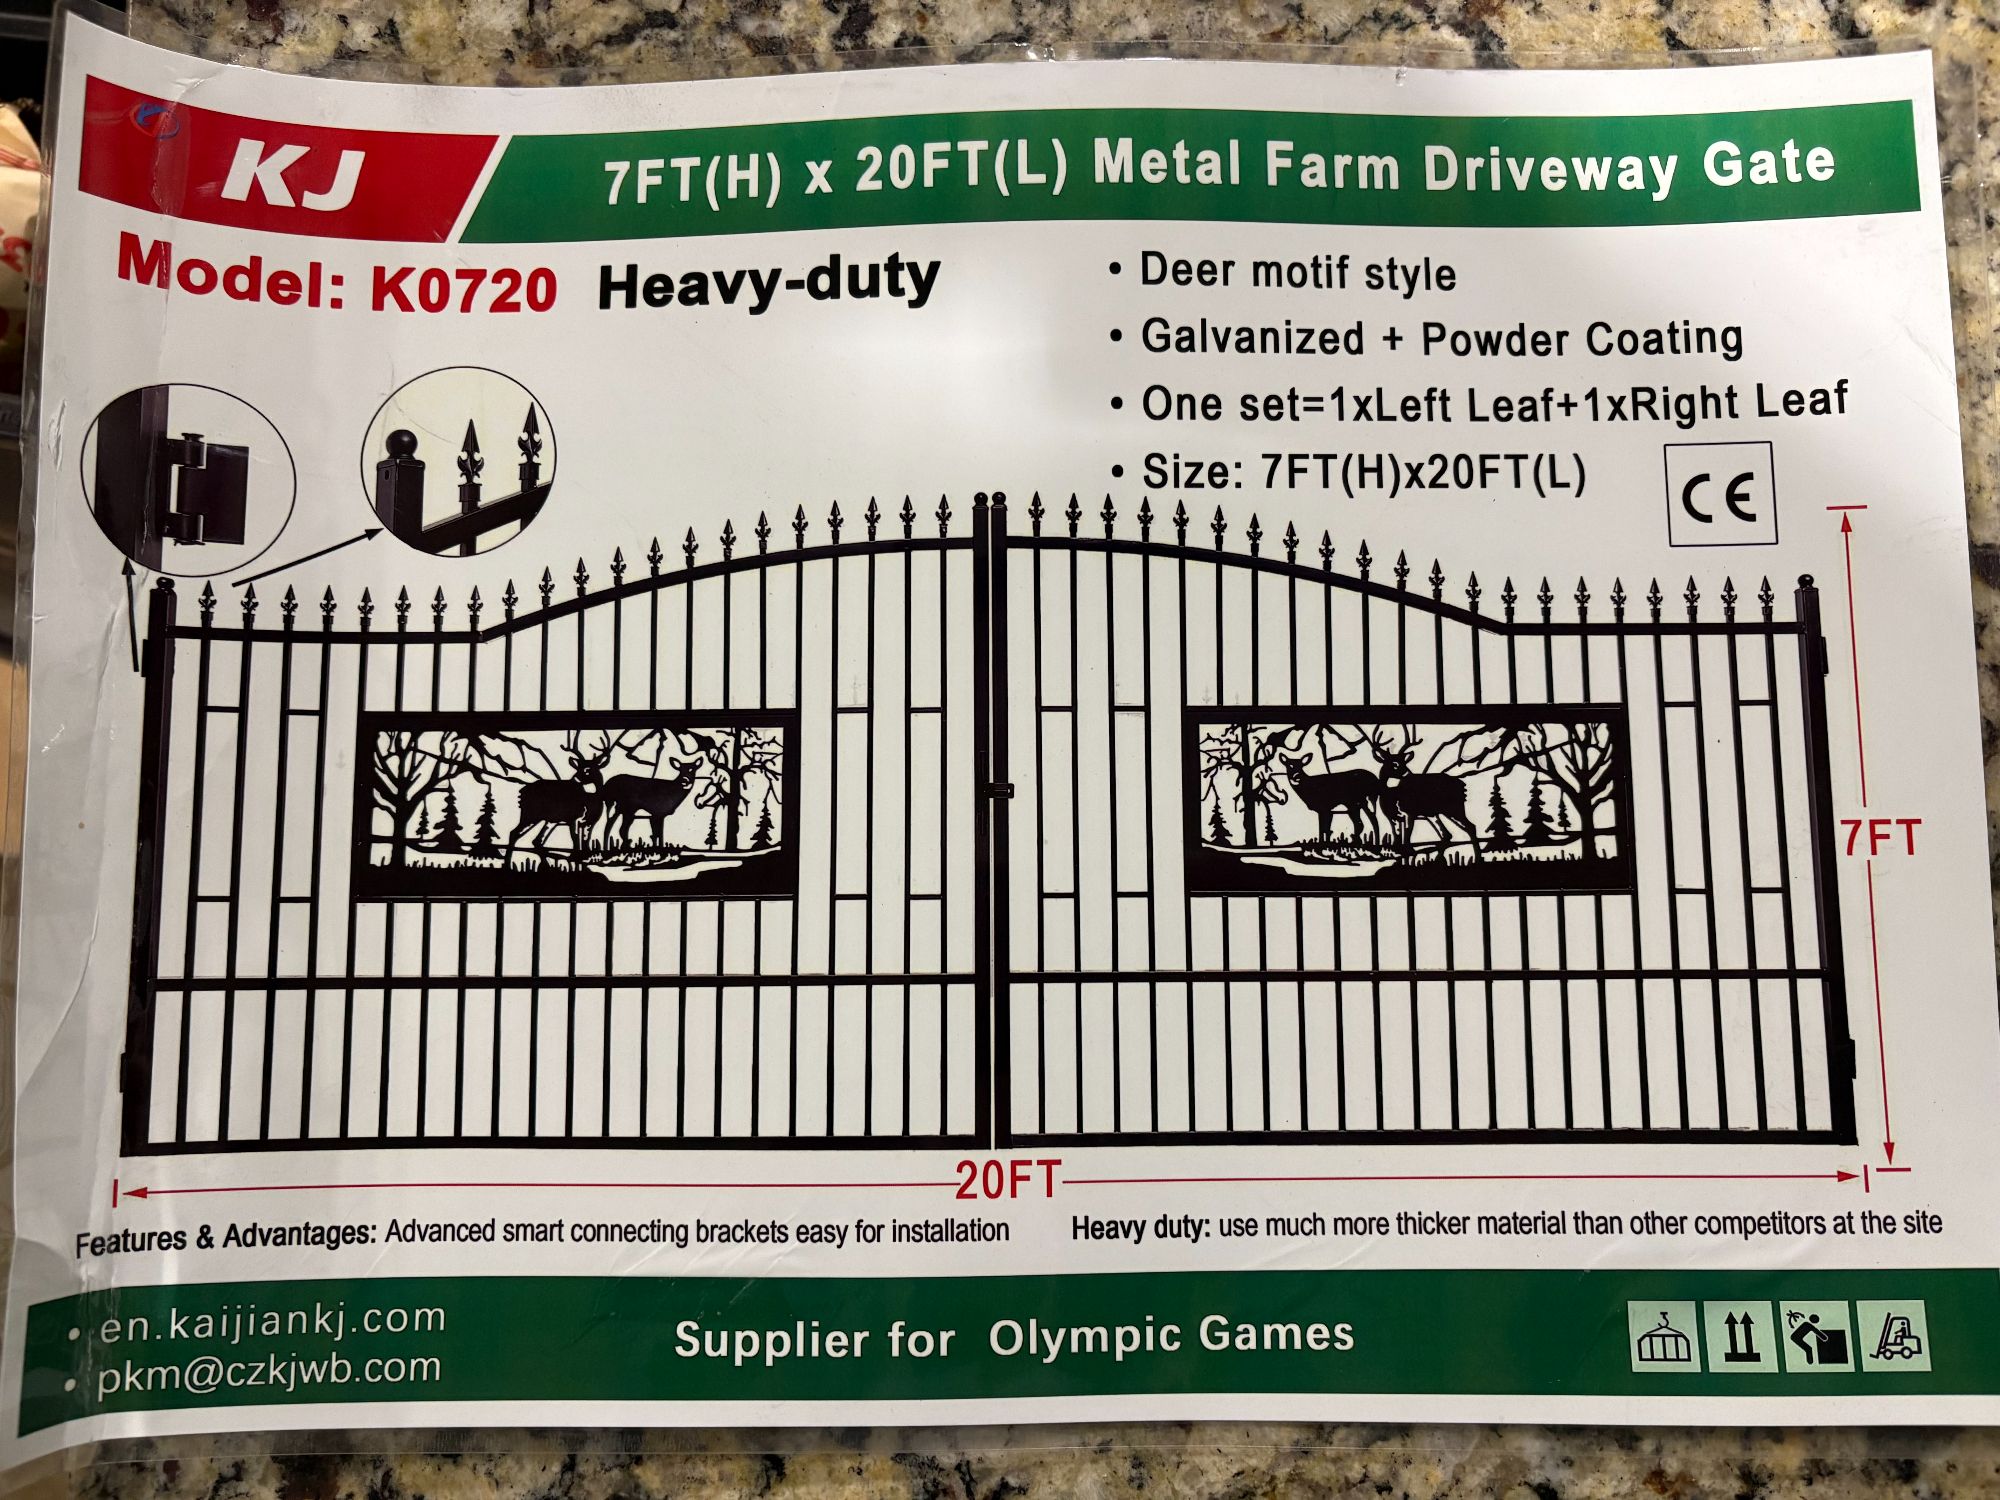 KJ
7FT(H) x 20FT(L) Metal Farm Driveway Gate
Model: K0720 Heavy-duty
• Deer motif style
• Galvanized + Powder Coating
• One set=1xLeft Leaf+1xRight Leaf
• Size: 7FT(H)x20FT(L)
CE
7FT
20FT
Features & Advantages: Advanced smart connecting brackets easy for installation
Heavy duty: use much more thicker material than other competitors at the site
• en.kaijiankj.com
• pkm@czkjwb.com
Supplier for Olympic Games